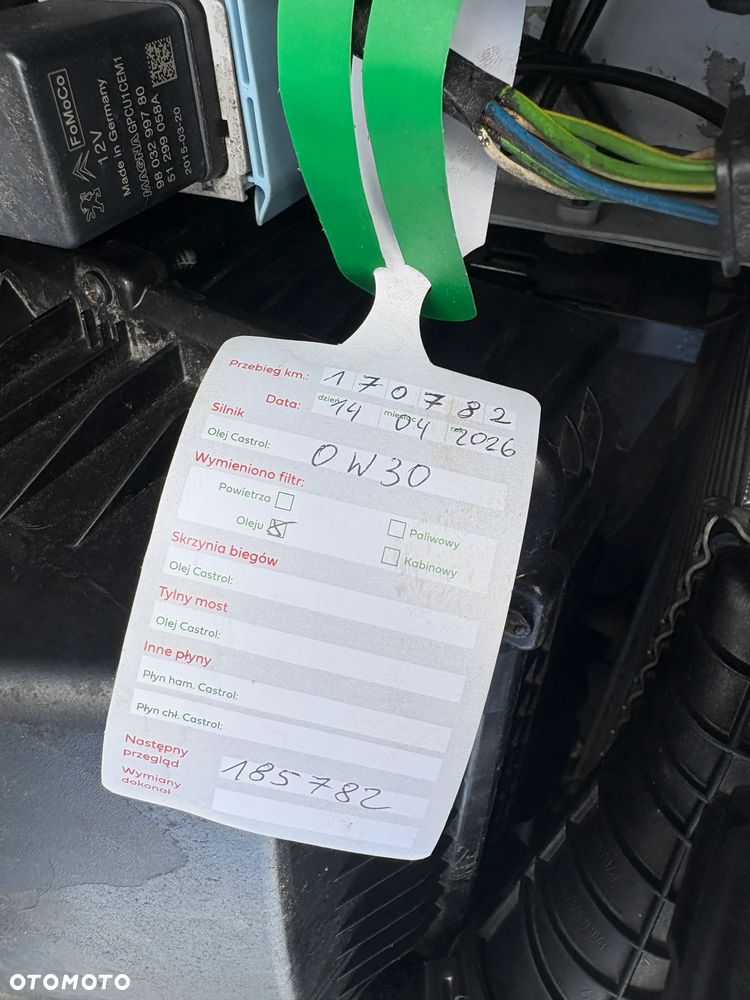 FoMoCo
12V
Made in Germany
MAGNA GPCU1CEM1
98 032 997 80
51 299 058A
2015-03-20
Przebieg km.: 170782
Data: dzień 14 miesiąc 04 rok 2026
Silnik
Olej Castrol: 0W30
Wymieniono filtr:
Powietrza
Oleju
Paliwowy
Kabinowy
Skrzynia biegów
Olej Castrol:
Tylny most
Olej Castrol:
Inne płyny
Płyn ham. Castrol:
Płyn chł. Castrol:
Następny
przegląd 185782
Wymiany
dokonał
OTOMOTO